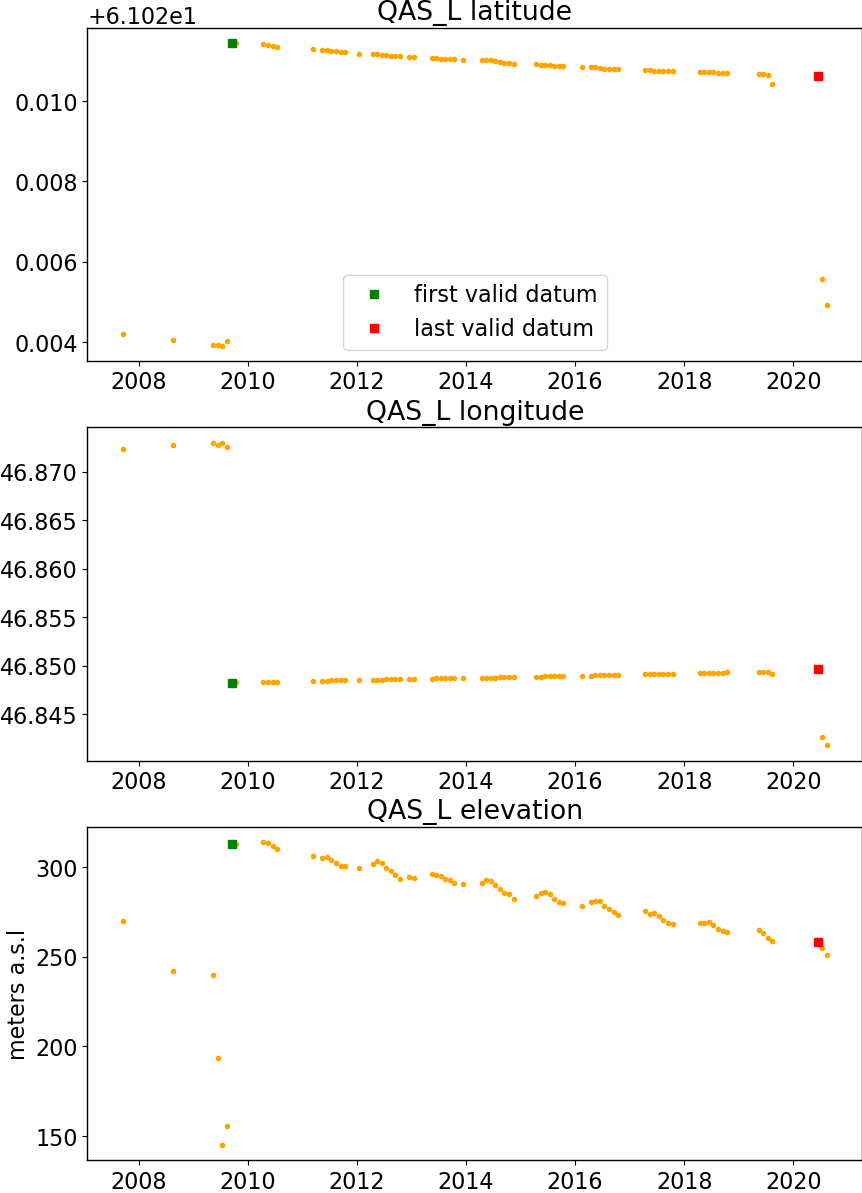 QAS_L latitude
+6.102e1
0.010
0.008
0.006
0.004
first valid datum
last valid datum
2008 2010 2012 2014 2016 2018 2020
QAS_L longitude
46.870
46.865
46.860
46.855
46.850
46.845
2008 2010 2012 2014 2016 2018 2020
QAS_L elevation
meters a.s.l
300
250
200
150
2008 2010 2012 2014 2016 2018 2020